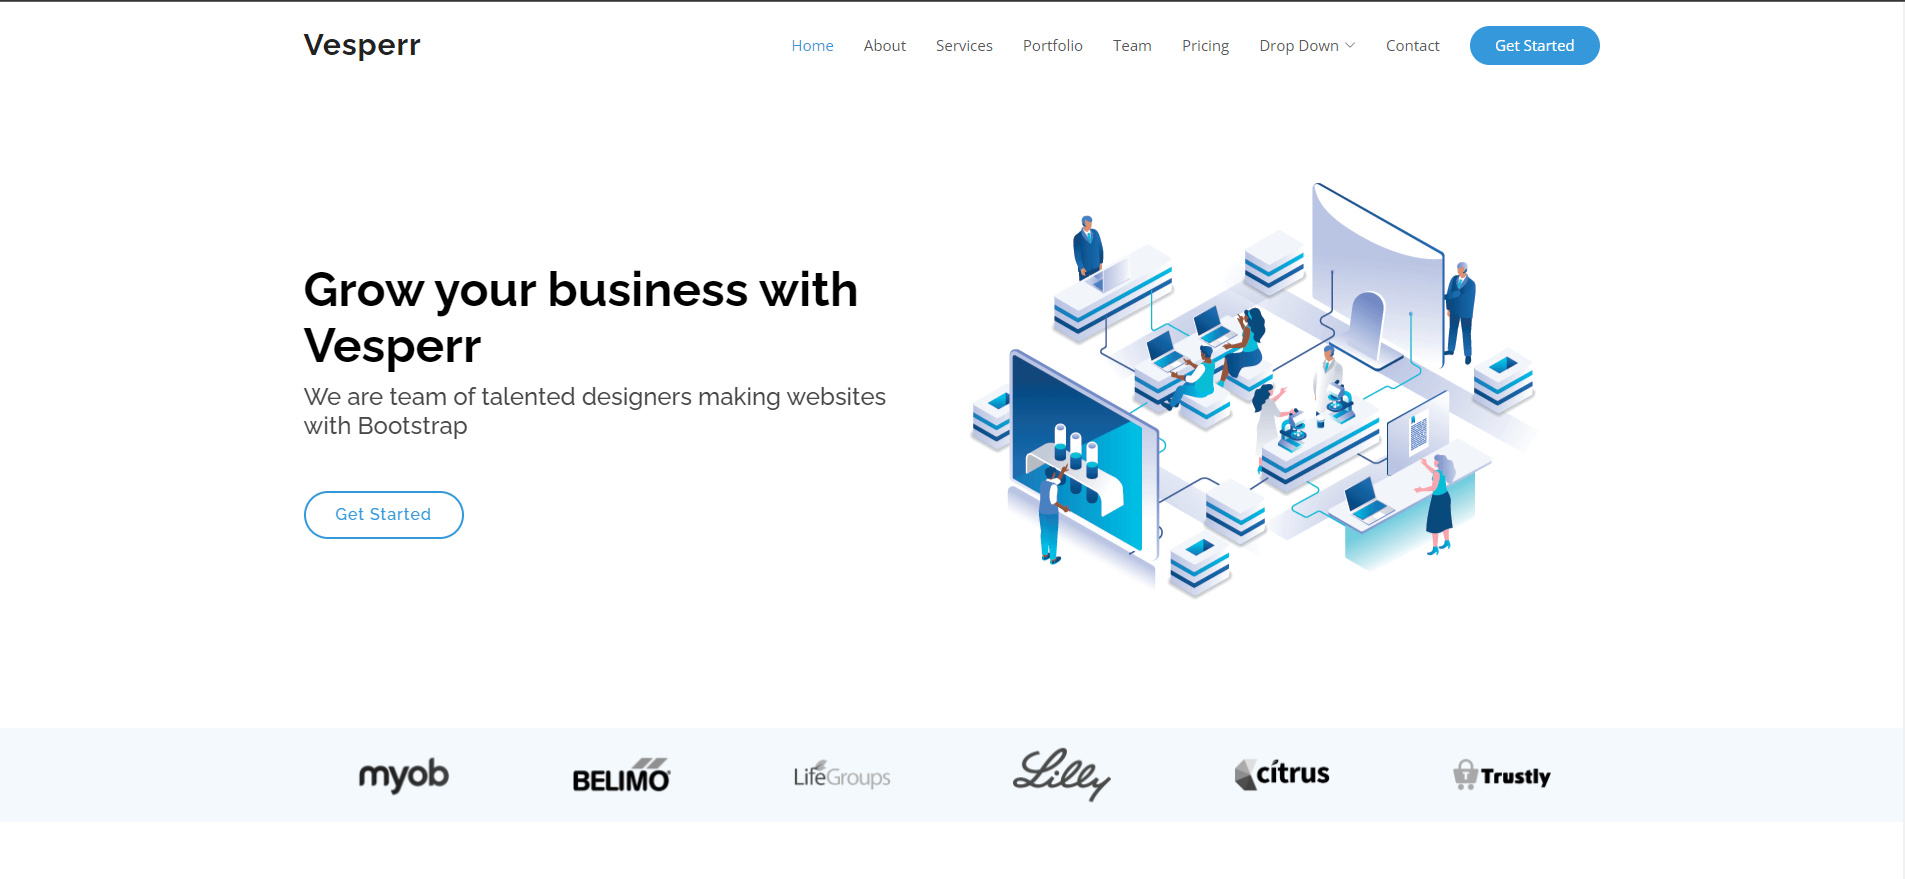 Vesperr
Home About Services Portfolio Team Pricing Drop Down Contact Get Started
Grow your business with
Vesperr
We are team of talented designers making websites
with Bootstrap
Get Started
myob BELIMO LifeGroups Lilly citrus Trustly